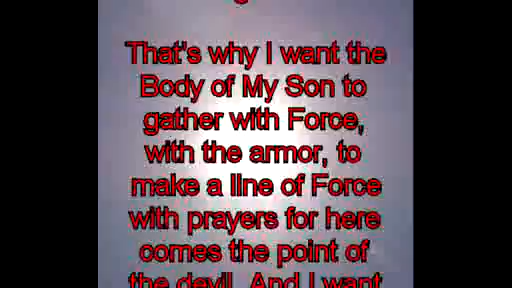 That's why I want the
Body of My Son to
gather with Force,
with the armor, to
make a line of Force
with prayers for here
comes the point of
the devil. And I want